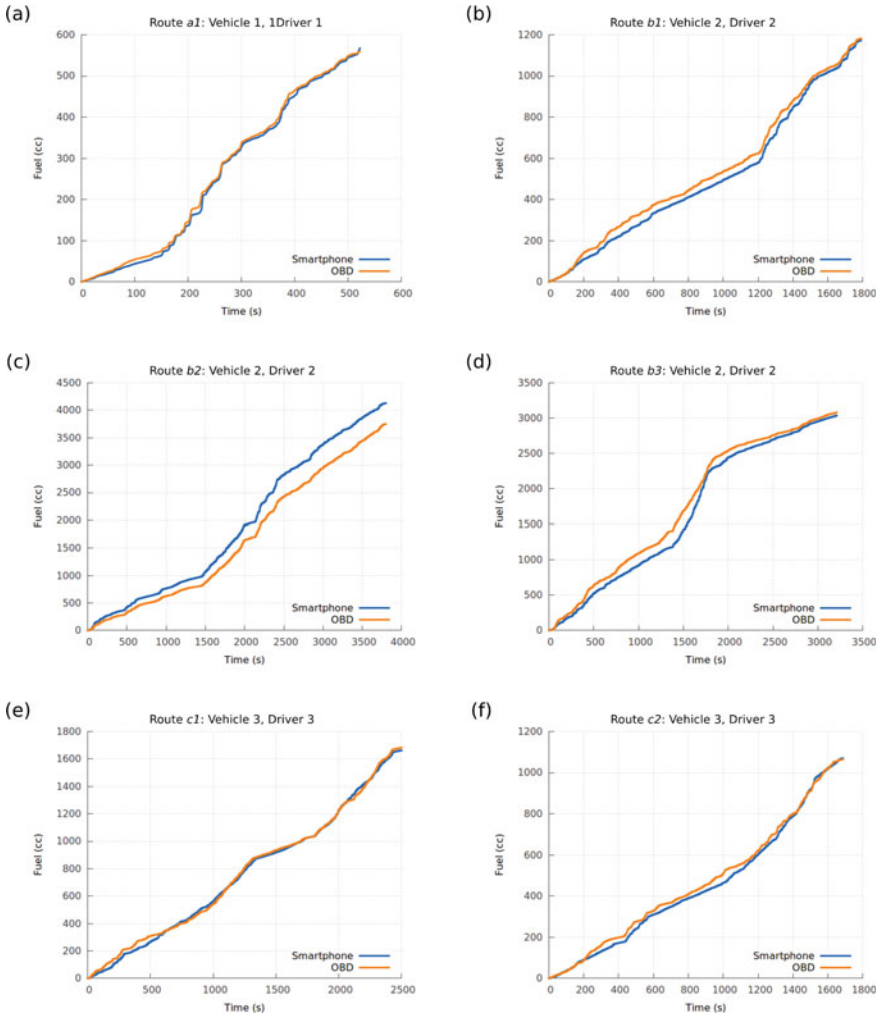 (a)
Route a1: Vehicle 1, 1Driver 1
600
500
400
300
200
100
0
Fuel (cc)
Smartphone
OBD
0 100 200 300 400 500 600
Time (s)
(b)
Route b1: Vehicle 2, Driver 2
1200
1000
800
600
400
200
0
Fuel (cc)
Smartphone
OBD
0 200 400 600 800 1000 1200 1400 1600 1800
Time (s)
(c)
Route b2: Vehicle 2, Driver 2
4500
4000
3500
3000
2500
2000
1500
1000
500
0
Fuel (cc)
Smartphone
OBD
0 500 1000 1500 2000 2500 3000 3500 4000
Time (s)
(d)
Route b3: Vehicle 2, Driver 2
3500
3000
2500
2000
1500
1000
500
0
Fuel (cc)
Smartphone
OBD
0 500 1000 1500 2000 2500 3000 3500
Time (s)
(e)
Route c1: Vehicle 3, Driver 3
1800
1600
1400
1200
1000
800
600
400
200
0
Fuel (cc)
Smartphone
OBD
0 500 1000 1500 2000 2500
Time (s)
(f)
Route c2: Vehicle 3, Driver 3
1200
1000
800
600
400
200
0
Fuel (cc)
Smartphone
OBD
0 200 400 600 800 1000 1200 1400 1600 1800
Time (s)